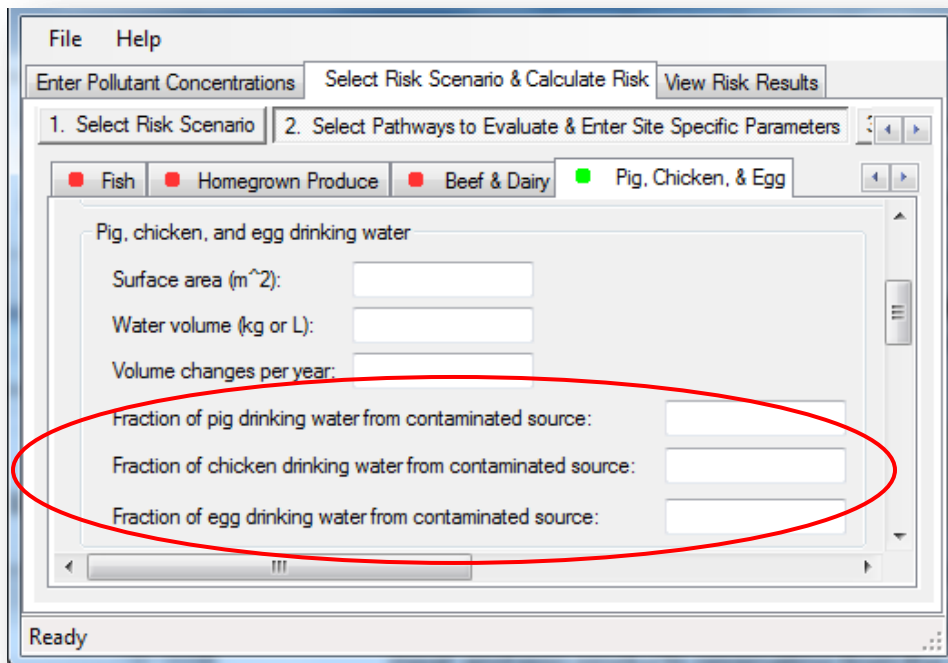 File Help
Enter Pollutant Concentrations Select Risk Scenario & Calculate Risk View Risk Results
1. Select Risk Scenario 2. Select Pathways to Evaluate & Enter Site Specific Parameters
Fish Homegrown Produce Beef & Dairy Pig, Chicken, & Egg
Pig, chicken, and egg drinking water
Surface area (m^2):
Water volume (kg or L):
Volume changes per year:
Fraction of pig drinking water from contaminated source:
Fraction of chicken drinking water from contaminated source:
Fraction of egg drinking water from contaminated source:
Ready